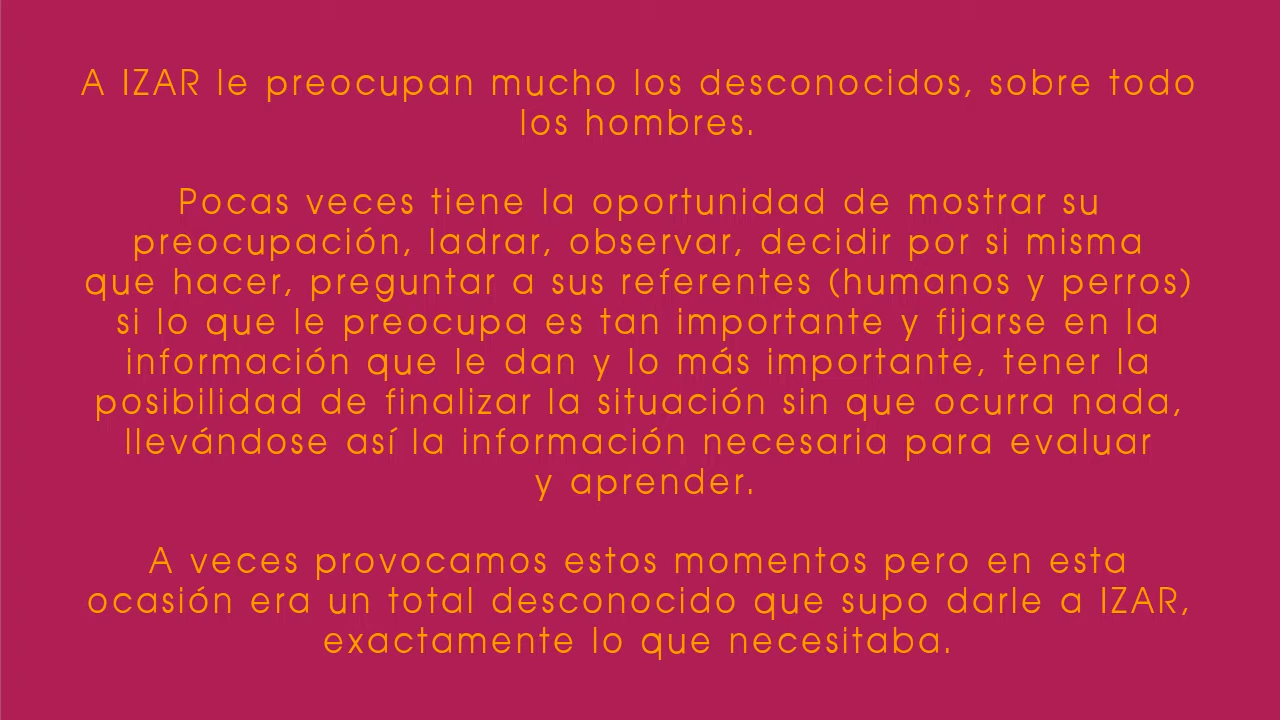 A IZAR le preocupan mucho los desconocidos, sobre todo
los hombres.
Pocas veces tiene la oportunidad de mostrar su
preocupación, ladrar, observar, decidir por si misma
que hacer, preguntar a sus referentes (humanos y perros)
si lo que le preocupa es tan importante y fijarse en la
información que le dan y lo más importante, tener la
posibilidad de finalizar la situación sin que ocurra nada,
llevándose así la información necesaria para evaluar
y aprender.
A veces provocamos estos momentos pero en esta
ocasión era un total desconocido que supo darle a IZAR,
exactamente lo que necesitaba.